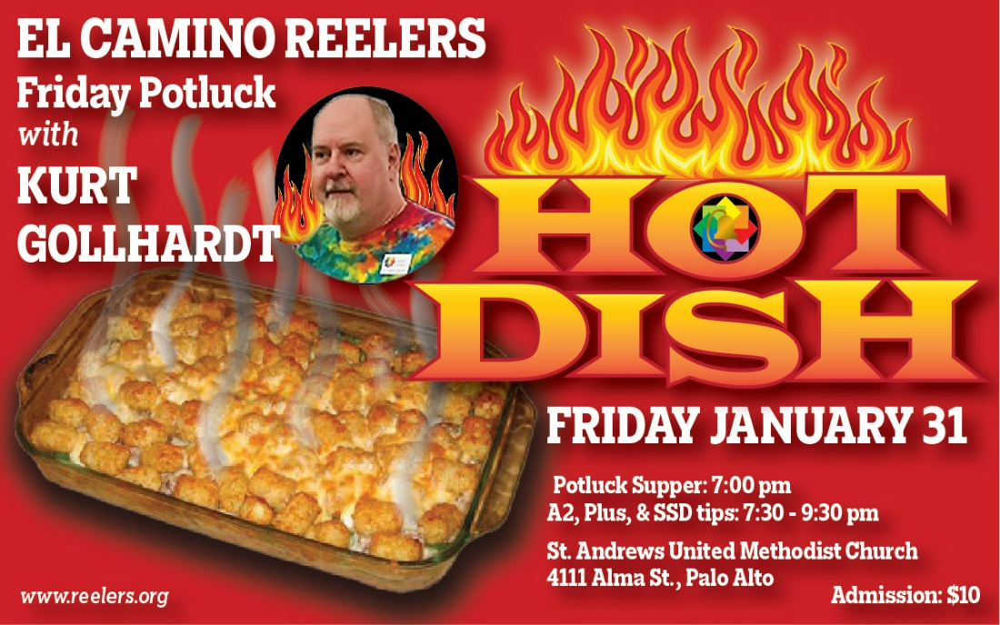 EL CAMINO REELERS
Friday Potluck
with
KURT
GOLLHARDT
HOT
DISH
FRIDAY JANUARY 31
Potluck Supper: 7:00 pm
A2, Plus, & SSD tips: 7:30 - 9:30 pm
St. Andrews United Methodist Church
4111 Alma St., Palo Alto
Admission: $10
www.reelers.org